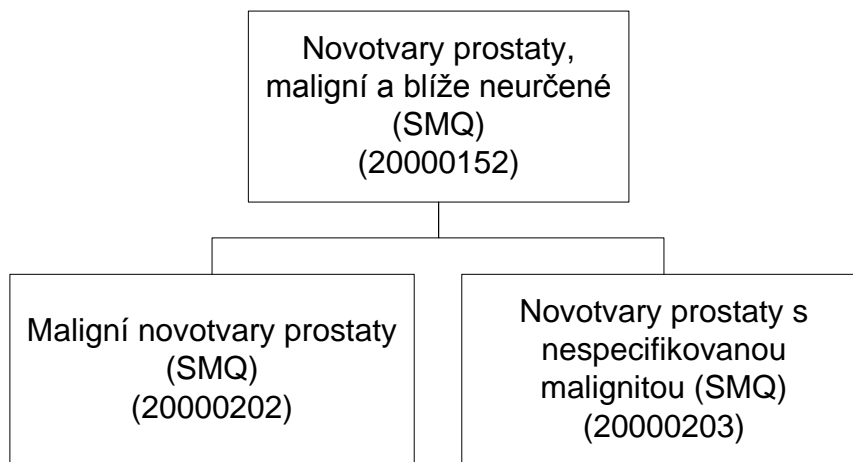 Novotvary prostaty,
maligní a blíže neurčené
(SMQ)
(20000152)
Maligní novotvary prostaty
(SMQ)
(20000202)
Novotvary prostaty s
nespecifikovanou
malignitou (SMQ)
(20000203)